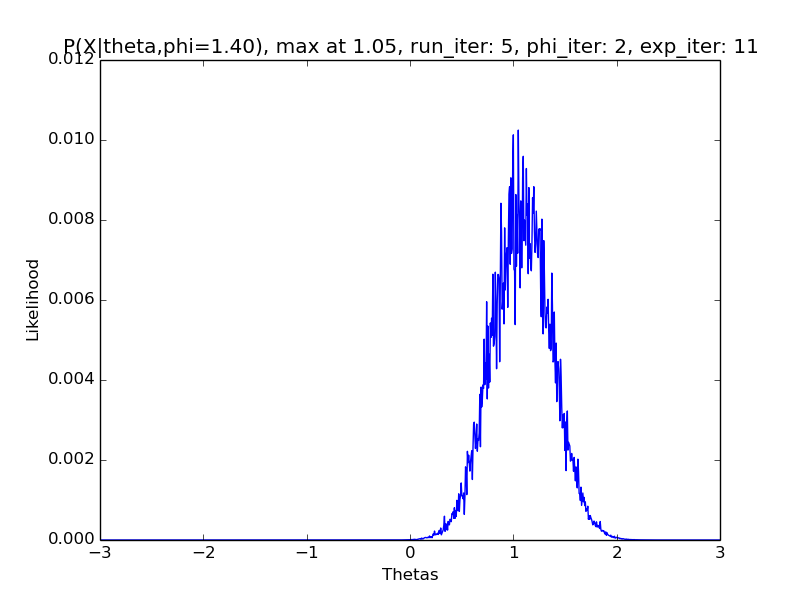 P(X|theta,phi=1.40), max at 1.05, run_iter: 5, phi_iter: 2, exp_iter: 11
0.012
0.010
0.008
0.006
0.004
0.002
0.000
Likelihood
−3 −2 −1 0 1 2 3
Thetas